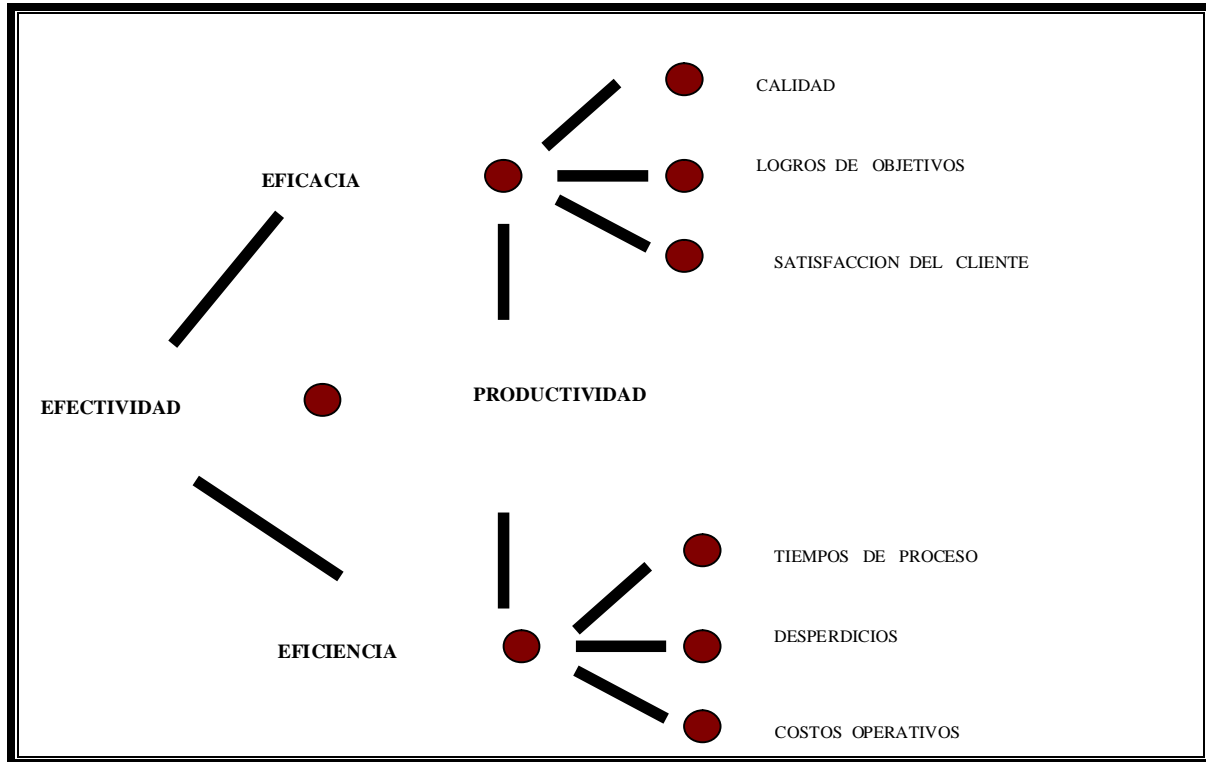 CALIDAD
LOGROS DE OBJETIVOS
EFICACIA
SATISFACCION DEL CLIENTE
PRODUCTIVIDAD
EFECTIVIDAD
TIEMPOS DE PROCESO
DESPERDICIOS
EFICIENCIA
COSTOS OPERATIVOS